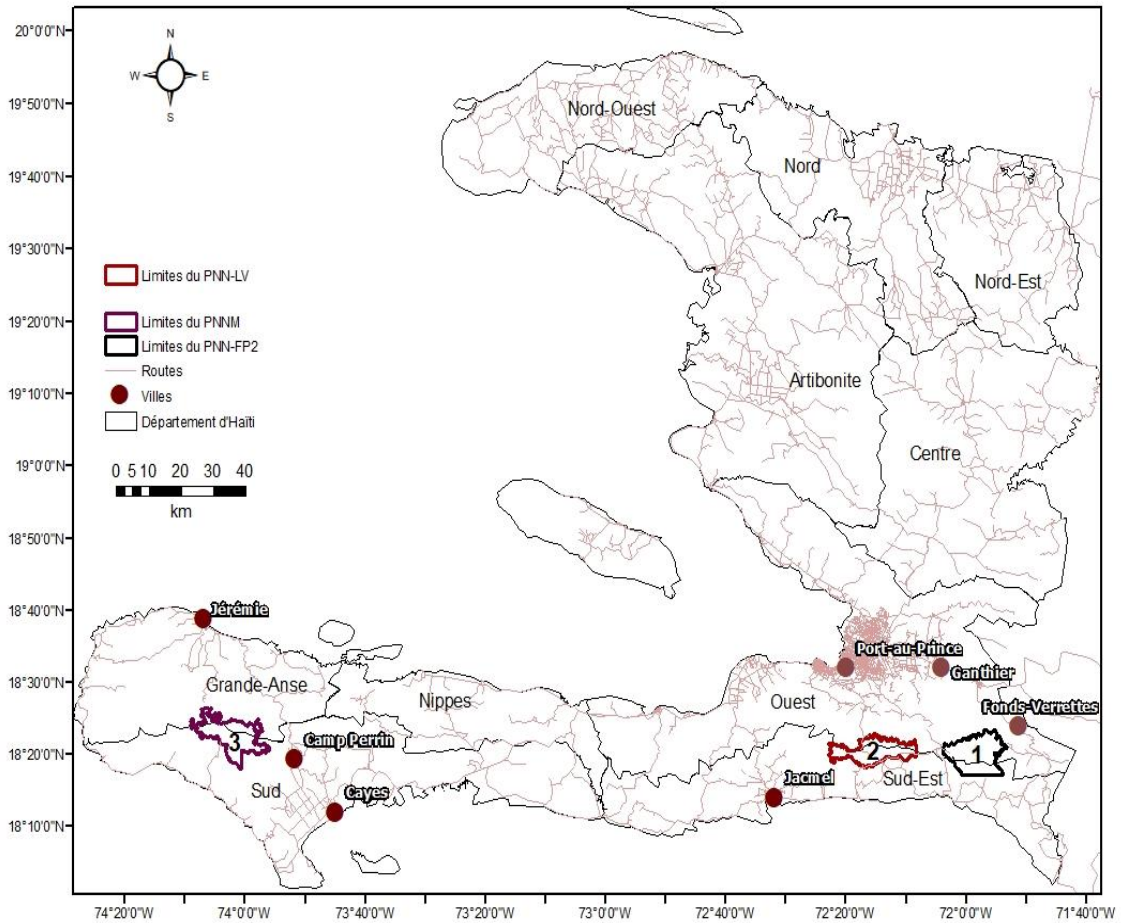 20°0'0"N
19°50'0"N
19°40'0"N
19°30'0"N
19°20'0"N
19°10'0"N
19°0'0"N
18°50'0"N
18°40'0"N
18°30'0"N
18°20'0"N
18°10'0"N
N
W E
S
Limites du PNN-LV
Limites du PNNM
Limites du PNN-FP2
Routes
Villes
Département d'Haïti
0 5 10 20 30 40
km
Nord-Ouest
Nord
Nord-Est
Artibonite
Centre
Jérémie
Port-au-Prince
Ganthier
Grande-Anse
Nippes
Ouest
Fonds-Verrettes
3
Camp Perrin
2
1
Sud
Cayes
Jacmel
Sud-Est
74°20'0"W 74°0'0"W 73°40'0"W 73°20'0"W 73°0'0"W 72°40'0"W 72°20'0"W 72°0'0"W 71°40'0"W